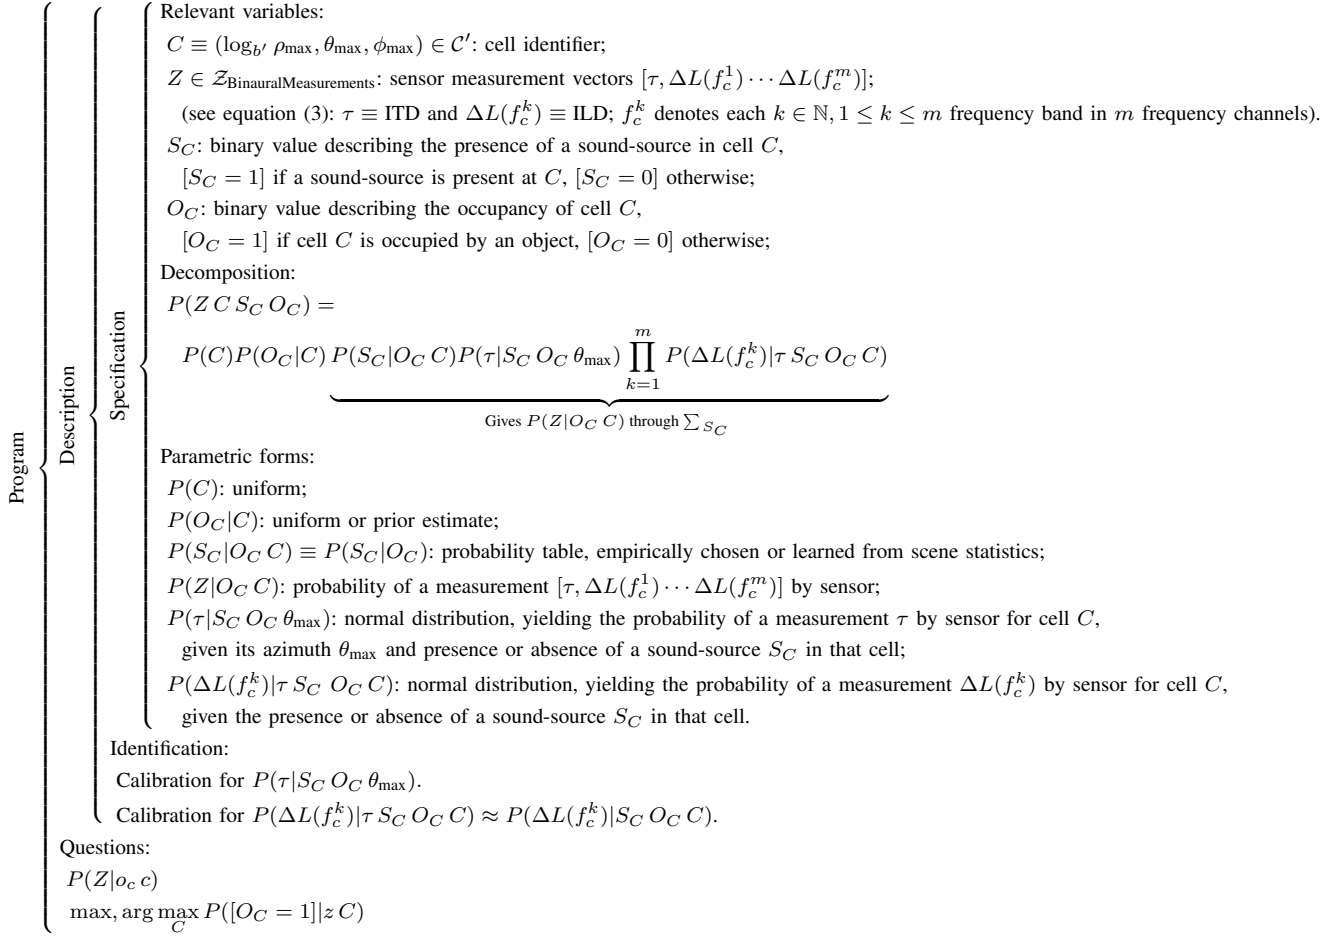 Program
Description
Specification
Relevant variables:
C ≡ (log_{b′} ρ_max, θ_max, ϕ_max) ∈ 𝒞′: cell identifier;
Z ∈ 𝒵_BinauralMeasurements: sensor measurement vectors [τ, ΔL(f_c^1) ⋯ ΔL(f_c^m)];
(see equation (3): τ ≡ ITD and ΔL(f_c^k) ≡ ILD; f_c^k denotes each k ∈ ℕ, 1 ≤ k ≤ m frequency band in m frequency channels).
S_C: binary value describing the presence of a sound-source in cell C,
[S_C = 1] if a sound-source is present at C, [S_C = 0] otherwise;
O_C: binary value describing the occupancy of cell C,
[O_C = 1] if cell C is occupied by an object, [O_C = 0] otherwise;
Decomposition:
P(Z C S_C O_C) =
P(C)P(O_C|C) P(S_C|O_C C)P(τ|S_C O_C θ_max) ∏_{k=1}^{m} P(ΔL(f_c^k)|τ S_C O_C C)
Gives P(Z|O_C C) through ∑_{S_C}
Parametric forms:
P(C): uniform;
P(O_C|C): uniform or prior estimate;
P(S_C|O_C C) ≡ P(S_C|O_C): probability table, empirically chosen or learned from scene statistics;
P(Z|O_C C): probability of a measurement [τ, ΔL(f_c^1) ⋯ ΔL(f_c^m)] by sensor;
P(τ|S_C O_C θ_max): normal distribution, yielding the probability of a measurement τ by sensor for cell C,
given its azimuth θ_max and presence or absence of a sound-source S_C in that cell;
P(ΔL(f_c^k)|τ S_C O_C C): normal distribution, yielding the probability of a measurement ΔL(f_c^k) by sensor for cell C,
given the presence or absence of a sound-source S_C in that cell.
Identification:
Calibration for P(τ|S_C O_C θ_max).
Calibration for P(ΔL(f_c^k)|τ S_C O_C C) ≈ P(ΔL(f_c^k)|S_C O_C C).
Questions:
P(Z|o_c c)
max, arg max_C P([O_C = 1]|z C)